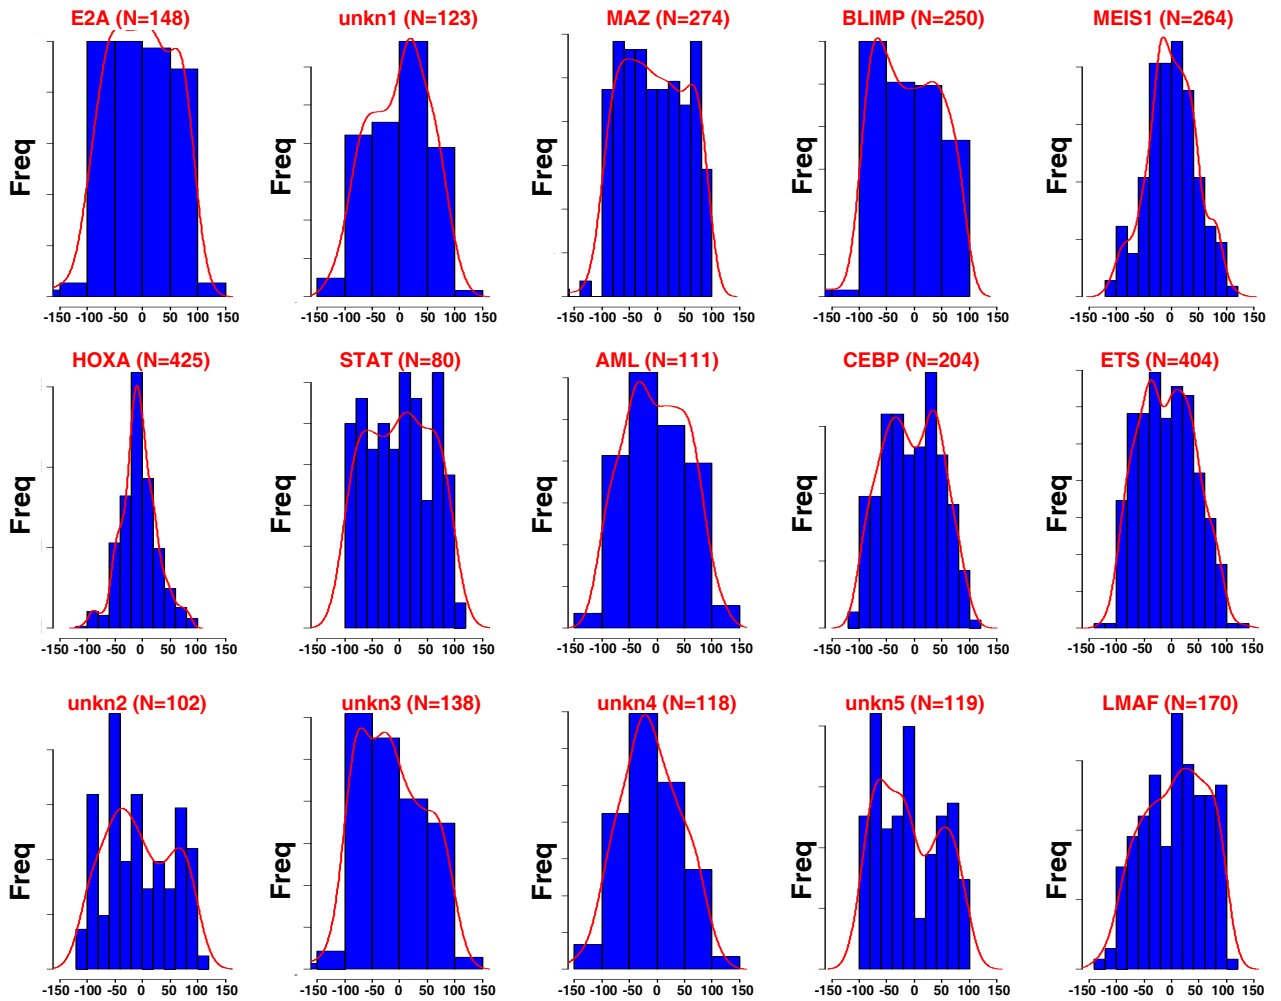 E2A (N=148) unkn1 (N=123) MAZ (N=274) BLIMP (N=250) MEIS1 (N=264)
Freq Freq Freq Freq Freq
-150 -100 -50 0 50 100 150 -150 -100 -50 0 50 100 150 -150 -100 -50 0 50 100 150 -150 -100 -50 0 50 100 150 -150 -100 -50 0 50 100 150
HOXA (N=425) STAT (N=80) AML (N=111) CEBP (N=204) ETS (N=404)
Freq Freq Freq Freq Freq
-150 -100 -50 0 50 100 150 -150 -100 -50 0 50 100 150 -150 -100 -50 0 50 100 150 -150 -100 -50 0 50 100 150 -150 -100 -50 0 50 100 150
unkn2 (N=102) unkn3 (N=138) unkn4 (N=118) unkn5 (N=119) LMAF (N=170)
Freq Freq Freq Freq Freq
-150 -100 -50 0 50 100 150 -150 -100 -50 0 50 100 150 -150 -100 -50 0 50 100 150 -150 -100 -50 0 50 100 150 -150 -100 -50 0 50 100 150